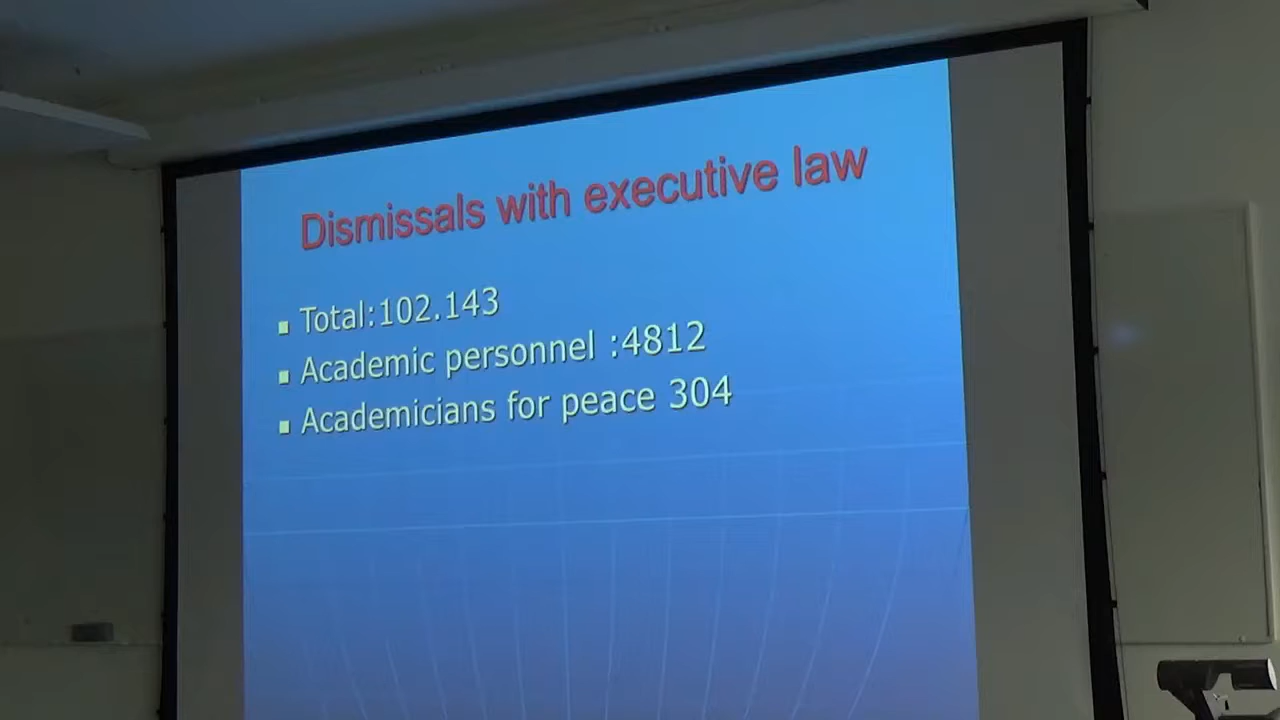 Dismissals with executive law
Total:102.143
Academic personnel :4812
Academicians for peace 304